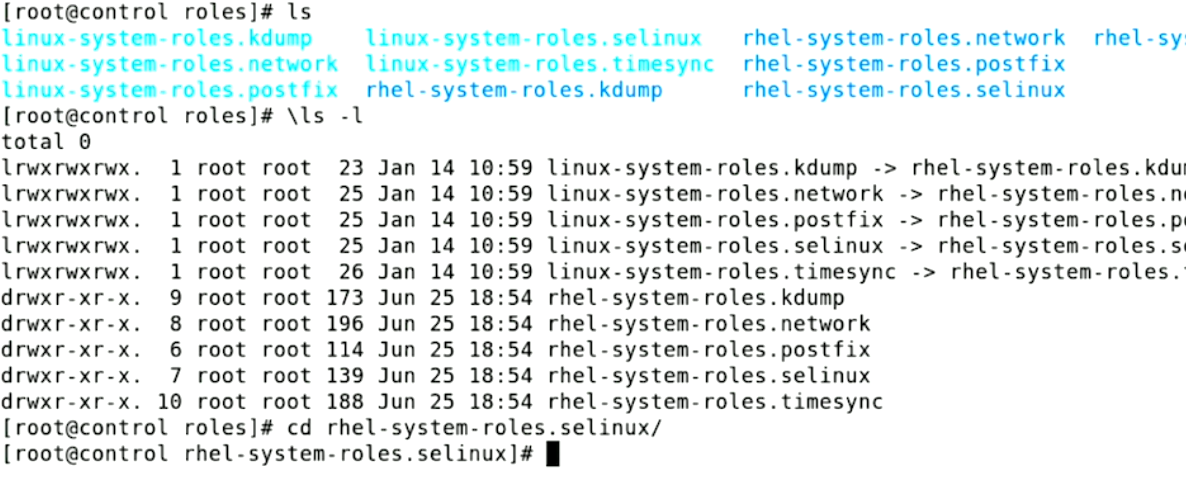 [root@control roles]# ls
linux-system-roles.kdump    linux-system-roles.selinux   rhel-system-roles.network  rhel-sy
linux-system-roles.network  linux-system-roles.timesync  rhel-system-roles.postfix
linux-system-roles.postfix  rhel-system-roles.kdump      rhel-system-roles.selinux
[root@control roles]# \ls -l
total 0
lrwxrwxrwx.  1 root root  23 Jan 14 10:59 linux-system-roles.kdump -> rhel-system-roles.kdu
lrwxrwxrwx.  1 root root  25 Jan 14 10:59 linux-system-roles.network -> rhel-system-roles.n
lrwxrwxrwx.  1 root root  25 Jan 14 10:59 linux-system-roles.postfix -> rhel-system-roles.p
lrwxrwxrwx.  1 root root  25 Jan 14 10:59 linux-system-roles.selinux -> rhel-system-roles.s
lrwxrwxrwx.  1 root root  26 Jan 14 10:59 linux-system-roles.timesync -> rhel-system-roles.
drwxr-xr-x.  9 root root 173 Jun 25 18:54 rhel-system-roles.kdump
drwxr-xr-x.  8 root root 196 Jun 25 18:54 rhel-system-roles.network
drwxr-xr-x.  6 root root 114 Jun 25 18:54 rhel-system-roles.postfix
drwxr-xr-x.  7 root root 139 Jun 25 18:54 rhel-system-roles.selinux
drwxr-xr-x. 10 root root 188 Jun 25 18:54 rhel-system-roles.timesync
[root@control roles]# cd rhel-system-roles.selinux/
[root@control rhel-system-roles.selinux]#